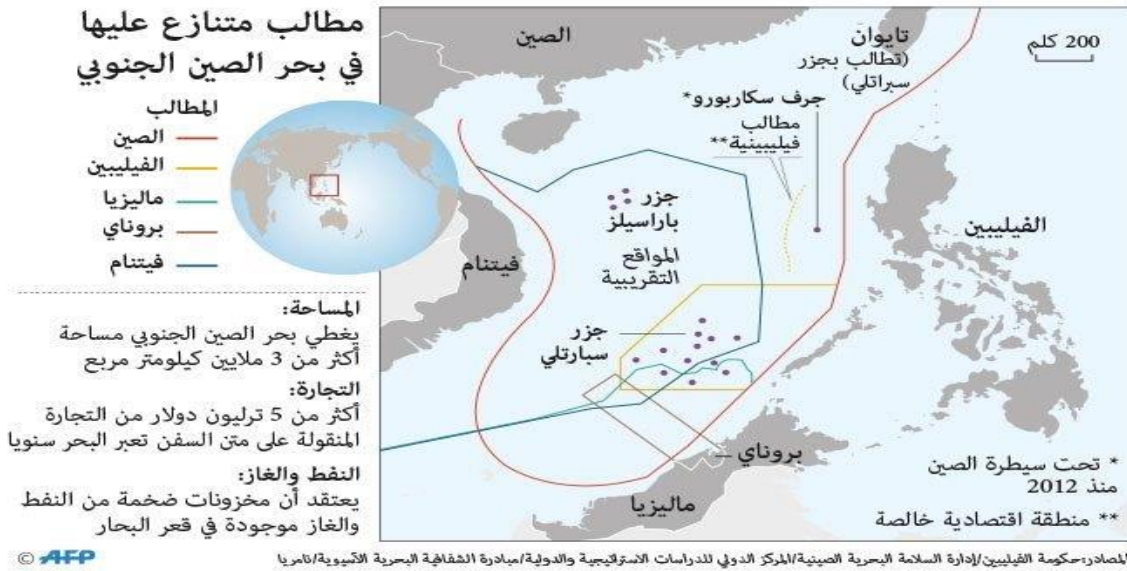 مطالب متنازع عليها
في بحر الصين الجنوبي
المطالب
الصين
الفيليبين
ماليزيا
بروناي
فيتنام
المساحة:
يغطي بحر الصين الجنوبي مساحة
أكثر من 3 ملايين كيلومتر مربع
التجارة:
أكثر من 5 ترليون دولار من التجارة
المنقولة على متن السفن تعبر البحر سنويا
النفط والغاز:
يعتقد أن مخزونات ضخمة من النفط
والغاز موجودة في قعر البحار
200 كلم
تايوان
(تطالب بجزر
سبراتلي)
الصين
جرف سكاربورو*
مطالب
فيليبينية**
جزر
باراسيلز
المواقع
التقريبية
الفيليبين
فيتنام
جزر
سبارتلي
بروناي
ماليزيا
* تحت سيطرة الصين
منذ 2012
** منطقة اقتصادية خالصة
المصادر:حكومة الفيليبين/إدارة السلامة البحرية الصينية/المركز الدولي للدراسات الاستراتيجية والدولية/مبادرة الشفافية البحرية الآسيوية/نامريا
© AFP